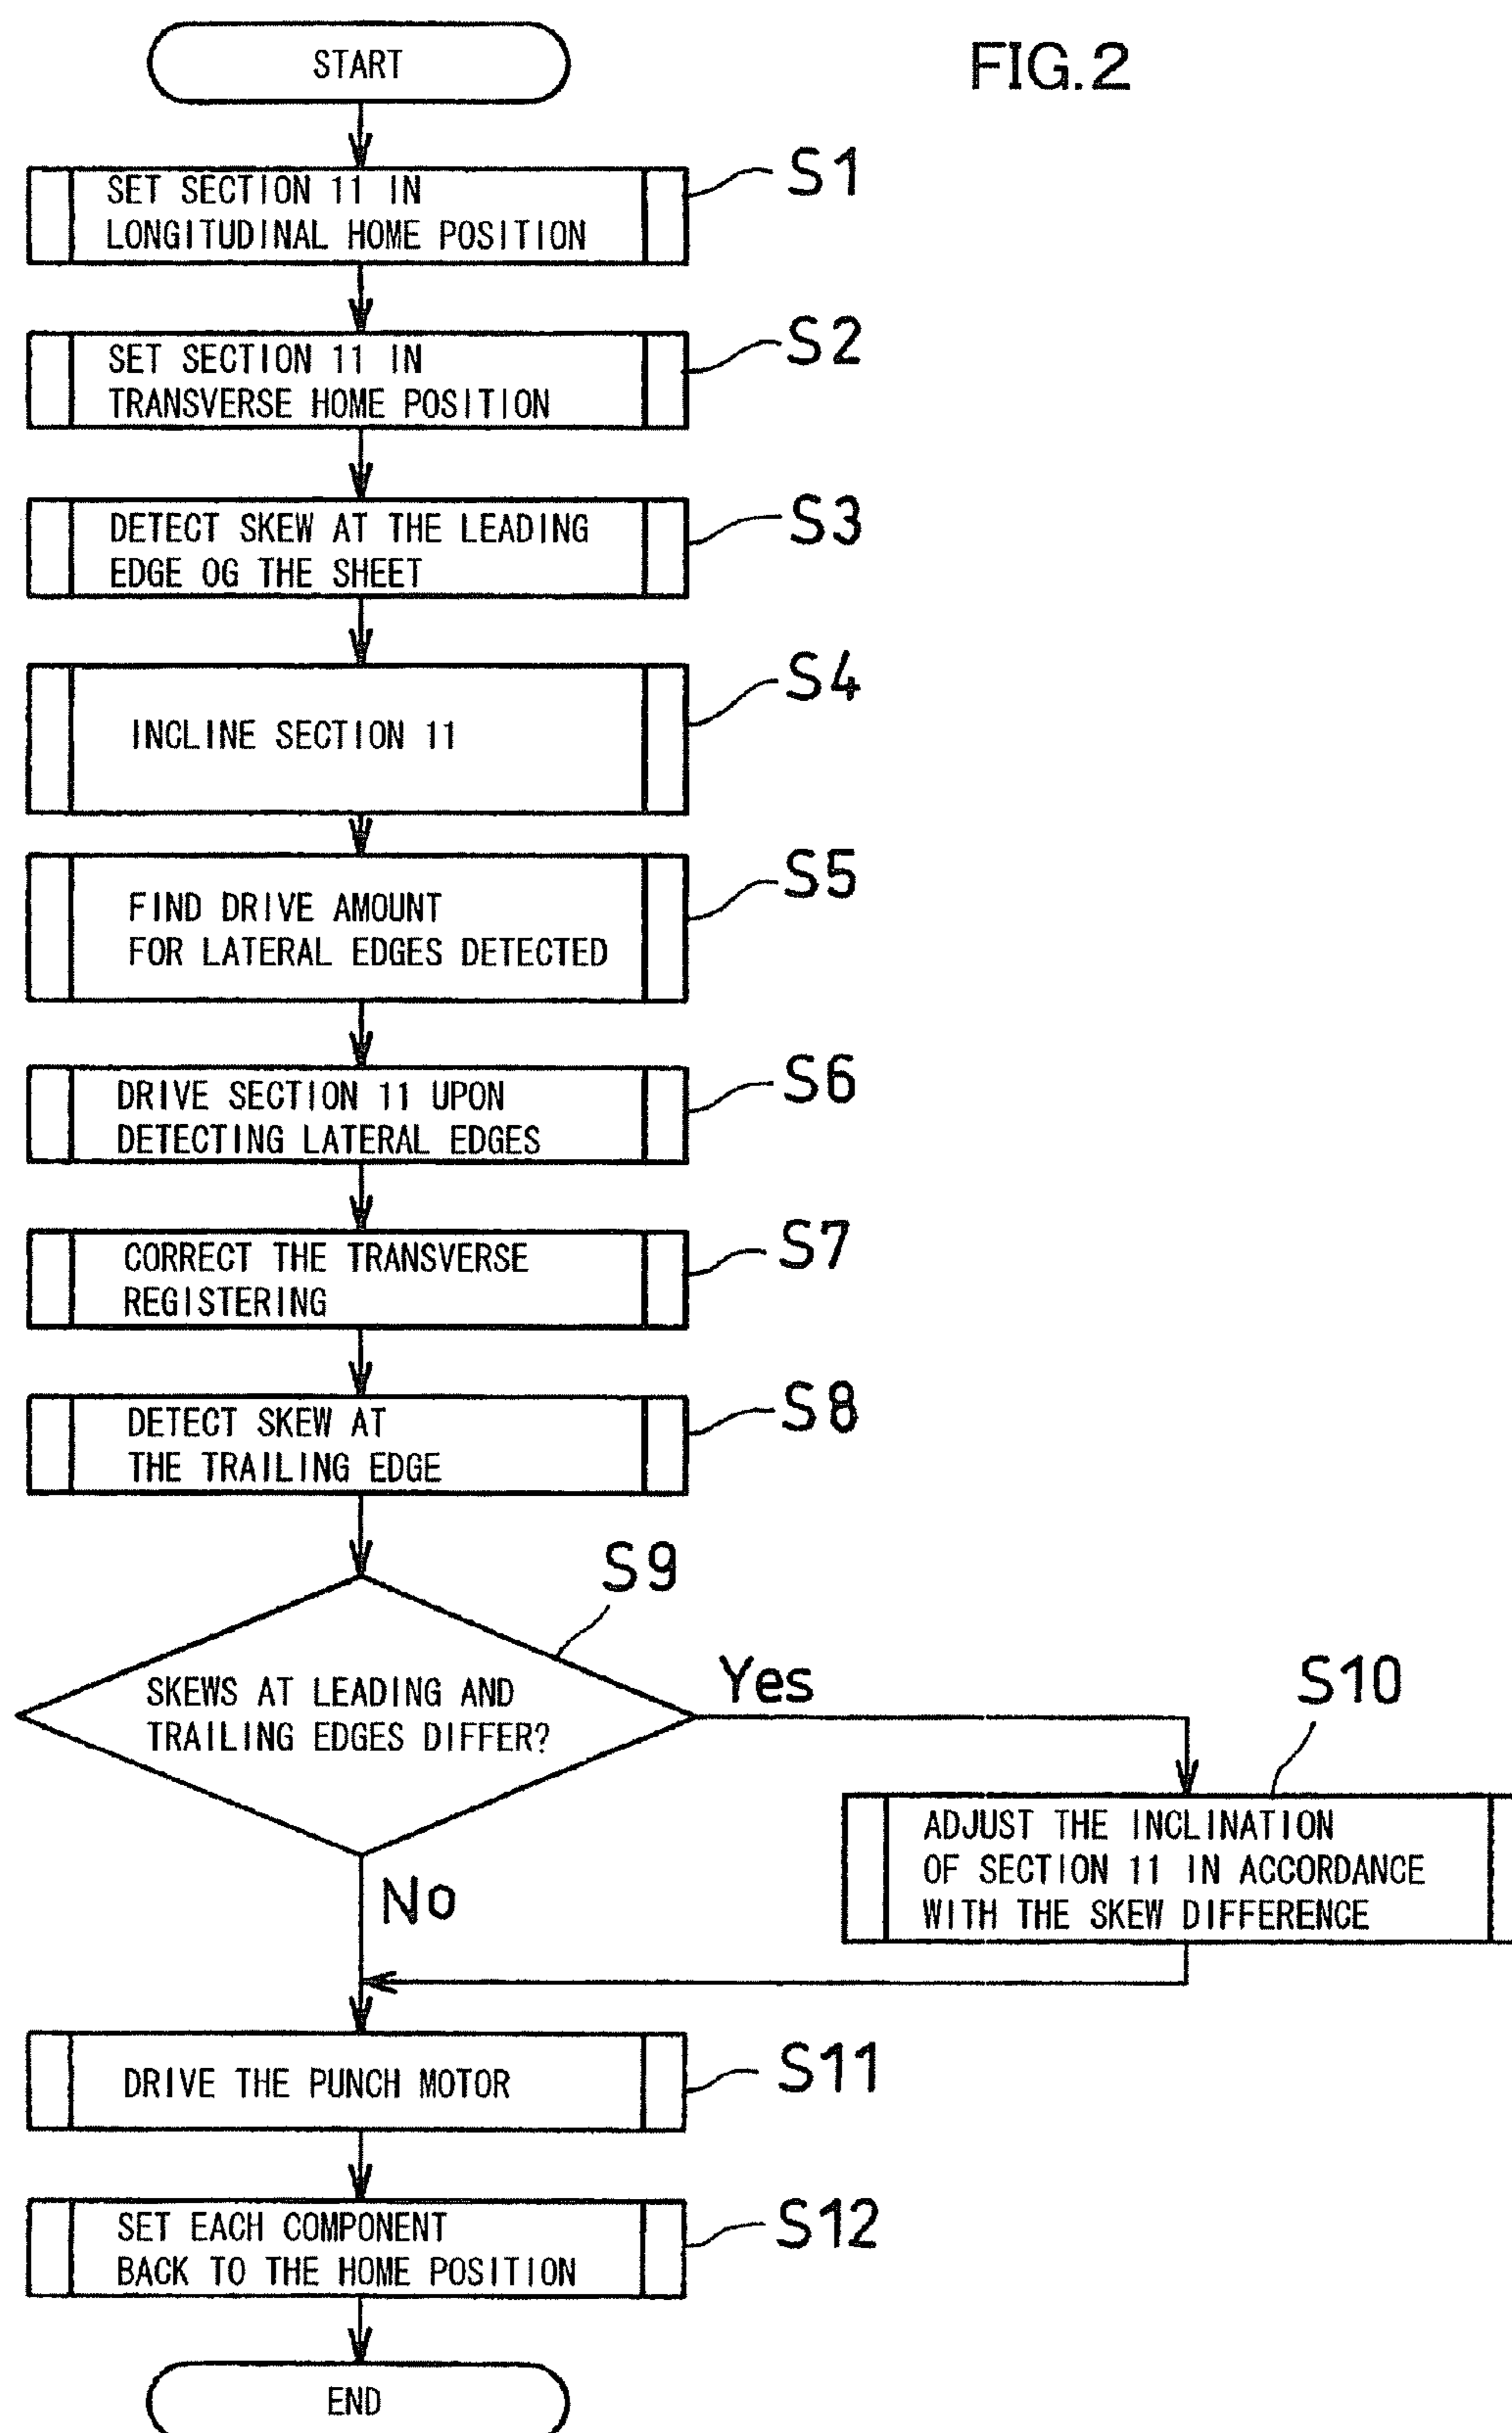 START
FIG.2
SET SECTION 11 IN
LONGITUDINAL HOME POSITION
S1
SET SECTION 11 IN
TRANSVERSE HOME POSITION
S2
DETECT SKEW AT THE LEADING
EDGE OG THE SHEET
S3
INCLINE SECTION 11
S4
FIND DRIVE AMOUNT
FOR LATERAL EDGES DETECTED
S5
DRIVE SECTION 11 UPON
DETECTING LATERAL EDGES
S6
CORRECT THE TRANSVERSE
REGISTERING
S7
DETECT SKEW AT
THE TRAILING EDGE
S8
S9
SKEWS AT LEADING AND
TRAILING EDGES DIFFER?
Yes
S10
ADJUST THE INCLINATION
OF SECTION 11 IN ACCORDANCE
WITH THE SKEW DIFFERENCE
No
DRIVE THE PUNCH MOTOR
S11
SET EACH COMPONENT
BACK TO THE HOME POSITION
S12
END